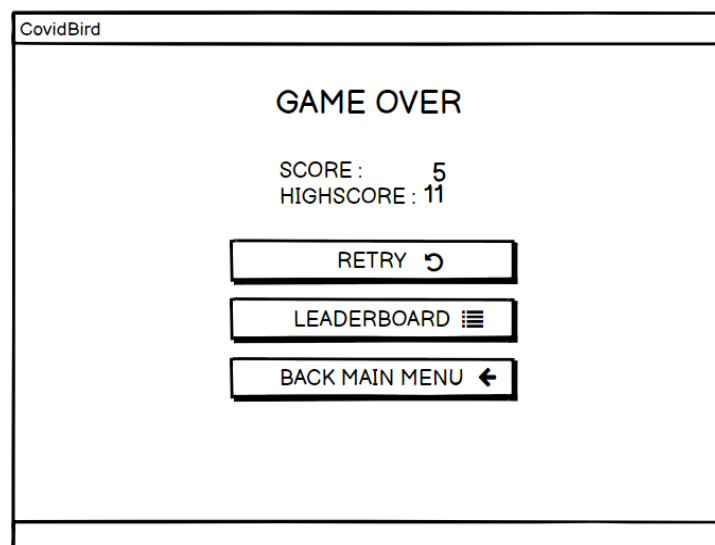 CovidBird
GAME OVER
SCORE : 5
HIGHSCORE : 11
RETRY
LEADERBOARD
BACK MAIN MENU